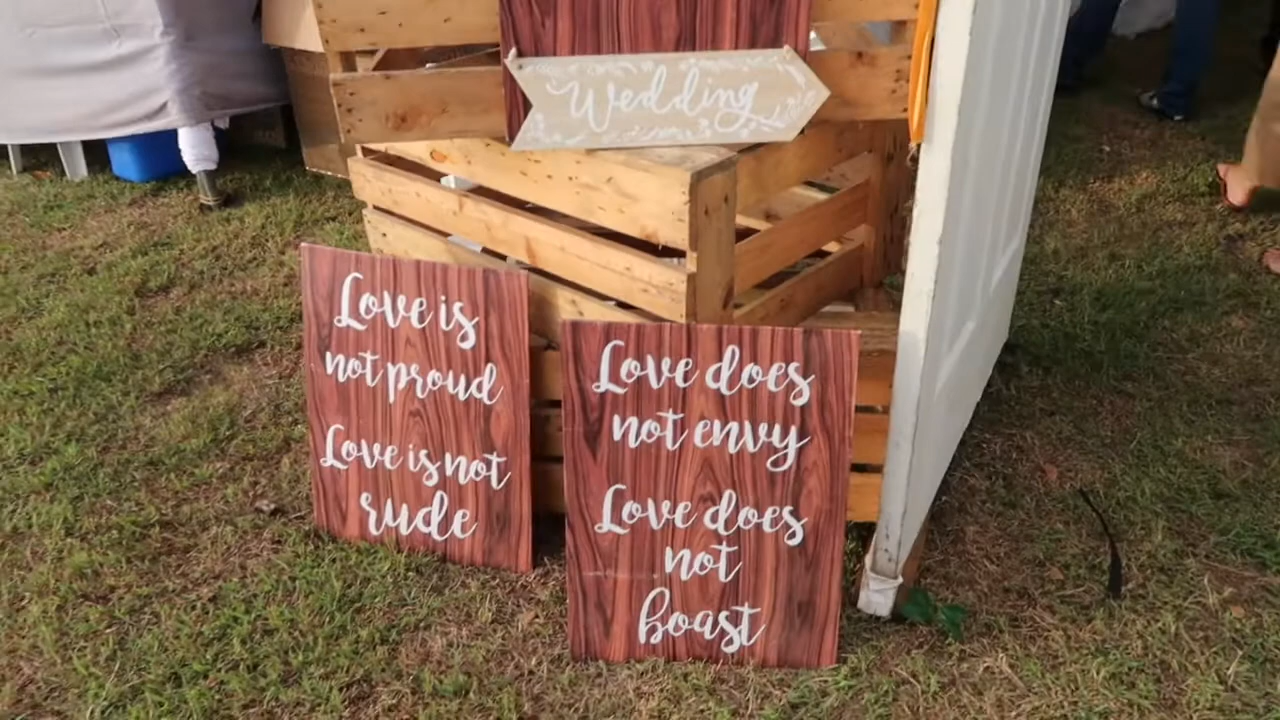 Wedding
Love is
not proud
Love is not
rude
Love does
not envy
Love does
not
boast